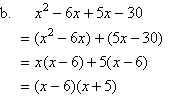 b. x² − 6x + 5x − 30
= (x² − 6x) + (5x − 30)
= x(x − 6) + 5(x − 6)
= (x − 6)(x + 5)